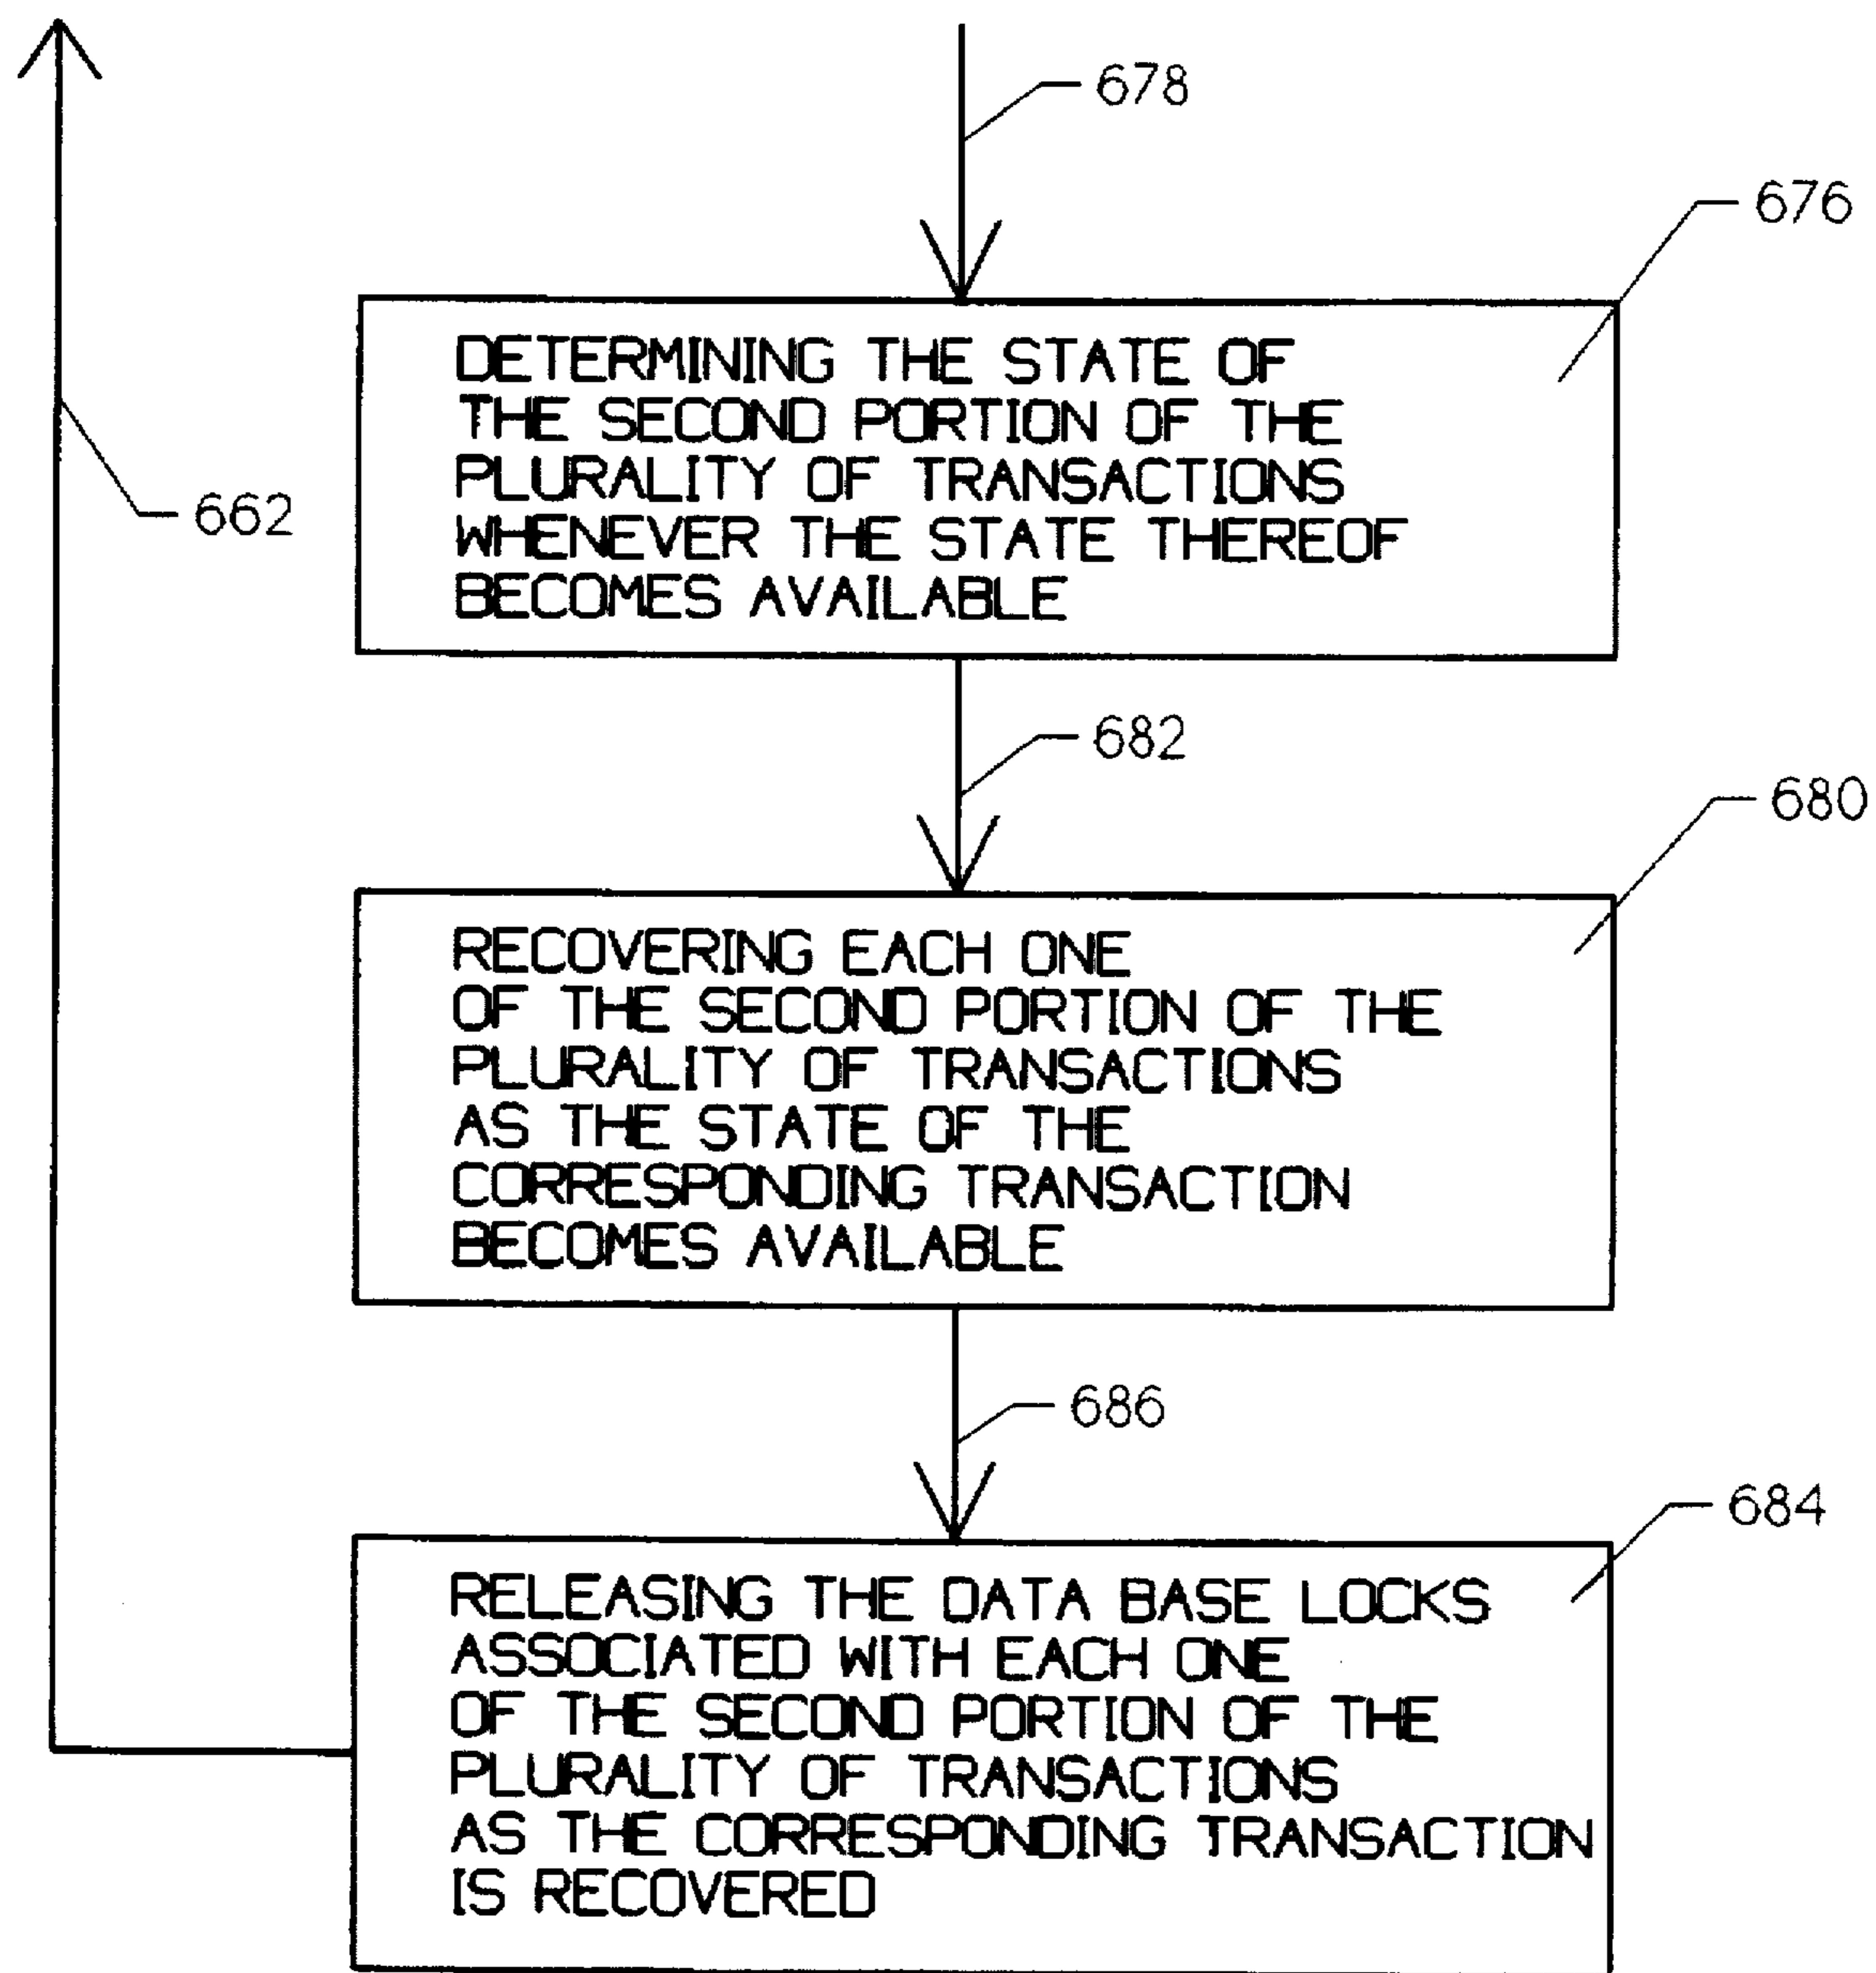 678
676
DETERMINING THE STATE OF
THE SECOND PORTION OF THE
PLURALITY OF TRANSACTIONS
WHENEVER THE STATE THEREOF
BECOMES AVAILABLE
662
682
680
RECOVERING EACH ONE
OF THE SECOND PORTION OF THE
PLURALITY OF TRANSACTIONS
AS THE STATE OF THE
CORRESPONDING TRANSACTION
BECOMES AVAILABLE
686
684
RELEASING THE DATA BASE LOCKS
ASSOCIATED WITH EACH ONE
OF THE SECOND PORTION OF THE
PLURALITY OF TRANSACTIONS
AS THE CORRESPONDING TRANSACTION
IS RECOVERED